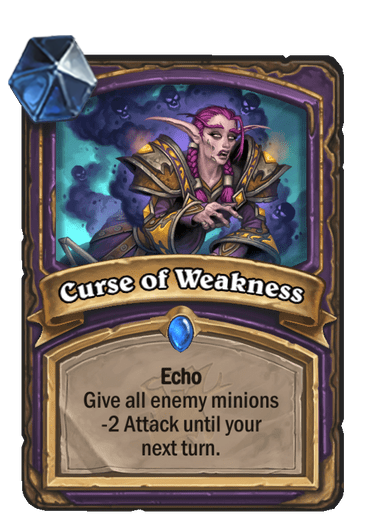 Curse of Weakness
Echo
Give all enemy minions
-2 Attack until your
next turn.